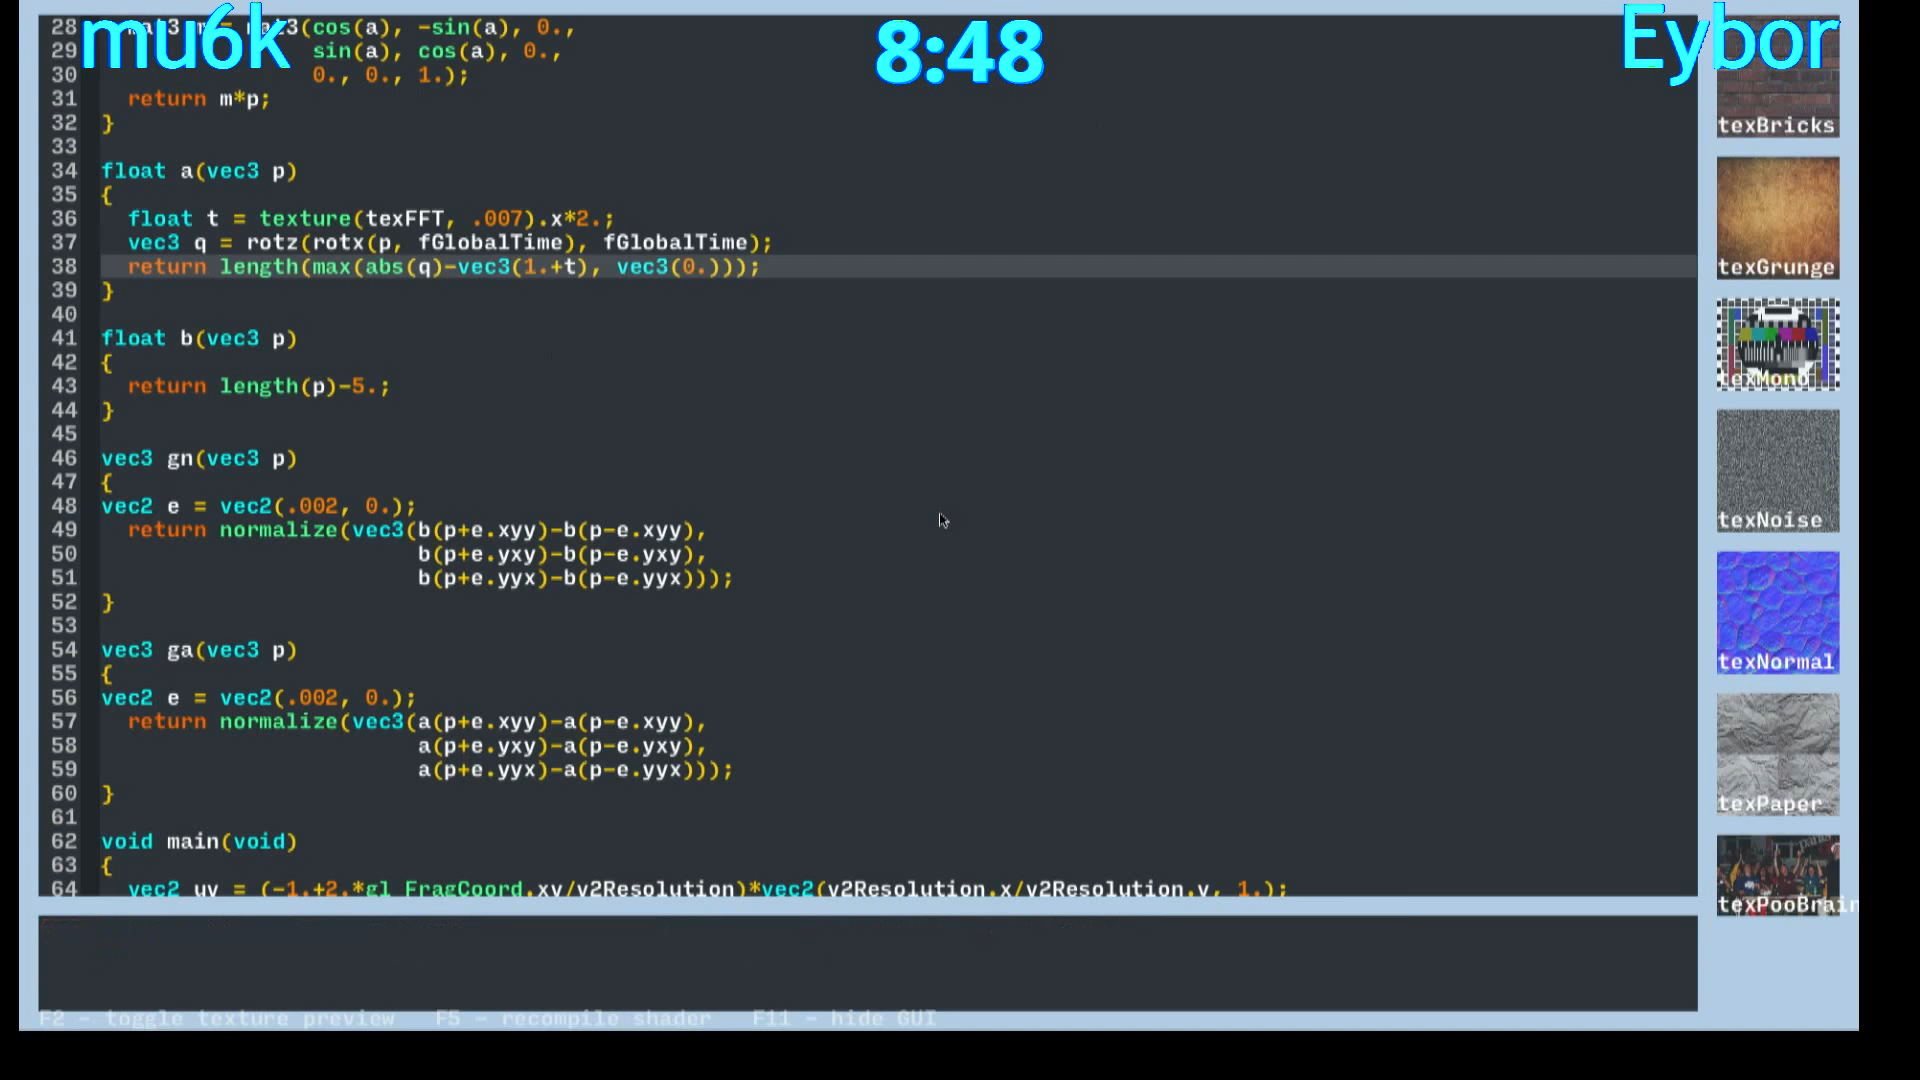 mu6k
8:48
Eybor
28 mat3 m = mat3(cos(a), -sin(a), 0.,
29 sin(a), cos(a), 0.,
30 0., 0., 1.);
31 return m*p;
32 }
33
34 float a(vec3 p)
35 {
36 float t = texture(texFFT, .007).x*2.;
37 vec3 q = rotz(rotx(p, fGlobalTime), fGlobalTime);
38 return length(max(abs(q)-vec3(1.+t), vec3(0.)));
39 }
40
41 float b(vec3 p)
42 {
43 return length(p)-5.;
44 }
45
46 vec3 gn(vec3 p)
47 {
48 vec2 e = vec2(.002, 0.);
49 return normalize(vec3(b(p+e.xyy)-b(p-e.xyy),
50 b(p+e.yxy)-b(p-e.yxy),
51 b(p+e.yyx)-b(p-e.yyx)));
52 }
53
54 vec3 ga(vec3 p)
55 {
56 vec2 e = vec2(.002, 0.);
57 return normalize(vec3(a(p+e.xyy)-a(p-e.xyy),
58 a(p+e.yxy)-a(p-e.yxy),
59 a(p+e.yyx)-a(p-e.yyx)));
60 }
61
62 void main(void)
63 {
64 vec2 uv = (-1.+2.*gl_FragCoord.xy/v2Resolution)*vec2(v2Resolution.x/v2Resolution.y, 1.);
texBricks
texGrunge
texMono
texNoise
texNormal
texPaper
texPooBrain
F2 - toggle texture preview F5 - recompile shader F11 - hide GUI